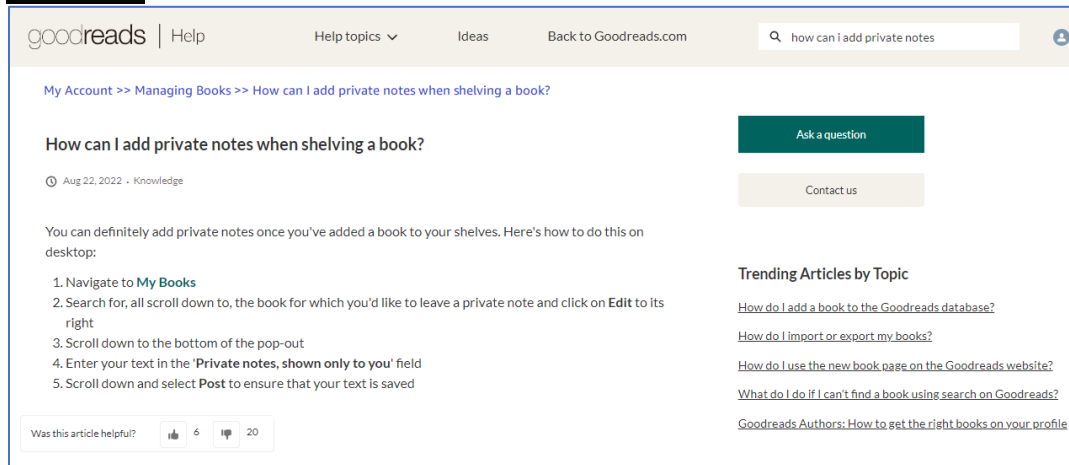 goodreads | Help
Help topics
Ideas
Back to Goodreads.com
how can i add private notes
My Account >> Managing Books >> How can I add private notes when shelving a book?
How can I add private notes when shelving a book?
Aug 22, 2022 • Knowledge
You can definitely add private notes once you've added a book to your shelves. Here's how to do this on
desktop:
1. Navigate to My Books
2. Search for, all scroll down to, the book for which you'd like to leave a private note and click on Edit to its
right
3. Scroll down to the bottom of the pop-out
4. Enter your text in the 'Private notes, shown only to you' field
5. Scroll down and select Post to ensure that your text is saved
Was this article helpful?
6
20
Ask a question
Contact us
Trending Articles by Topic
How do I add a book to the Goodreads database?
How do I import or export my books?
How do I use the new book page on the Goodreads website?
What do I do if I can't find a book using search on Goodreads?
Goodreads Authors: How to get the right books on your profile